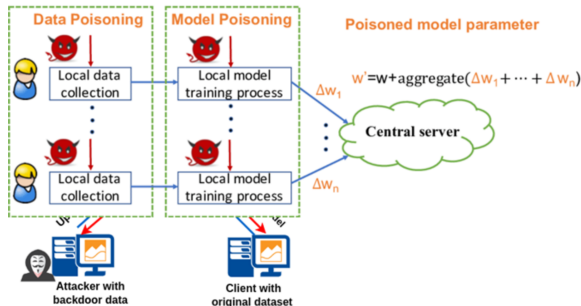 Data Poisoning
Model Poisoning
Poisoned model parameter
Local data
collection
Local model
training process
Δw1
w'=w+aggregate(Δw1+ ··· + Δwn)
Central server
Local data
collection
Local model
training process
Δwn
Attacker with
backdoor data
Client with
original dataset